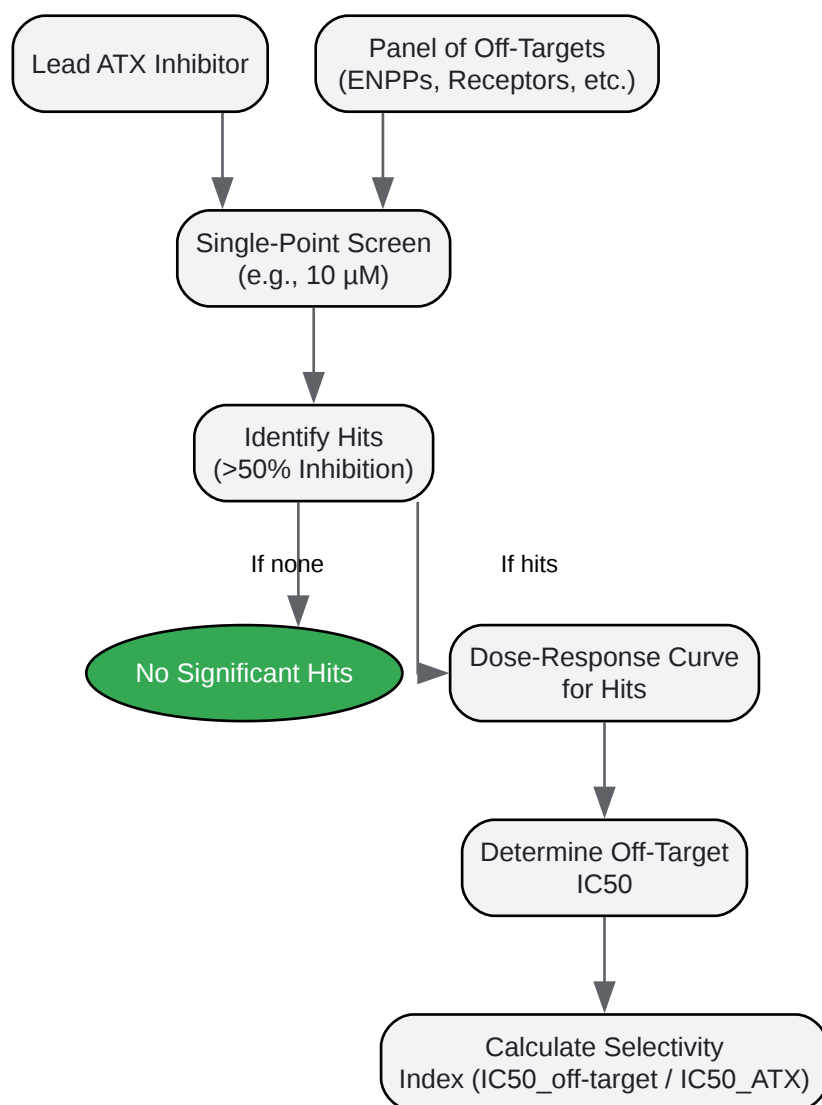 Lead ATX Inhibitor
Panel of Off-Targets
(ENPPs, Receptors, etc.)
Single-Point Screen
(e.g., 10 µM)
Identify Hits
(>50% Inhibition)
If none
If hits
No Significant Hits
Dose-Response Curve
for Hits
Determine Off-Target
IC50
Calculate Selectivity
Index (IC50_off-target / IC50_ATX)